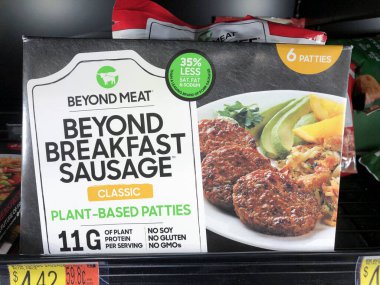 6 PATTIES
35%
LESS
SAT. FAT
& SODIUM
BEYOND MEAT
BEYOND
BREAKFAST
SAUSAGE
CLASSIC
PLANT-BASED PATTIES
11G
OF PLANT
PROTEIN
PER SERVING
NO SOY
NO GLUTEN
NO GMOs
$4.42
$4